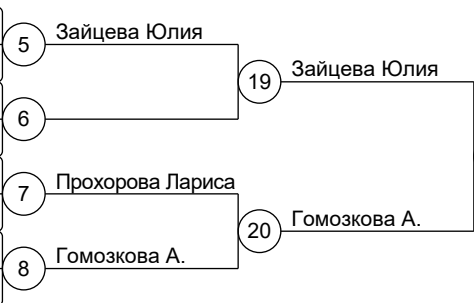 5 Зайцева Юлия
19 Зайцева Юлия
6
7 Прохорова Лариса
20 Гомозкова А.
8 Гомозкова А.